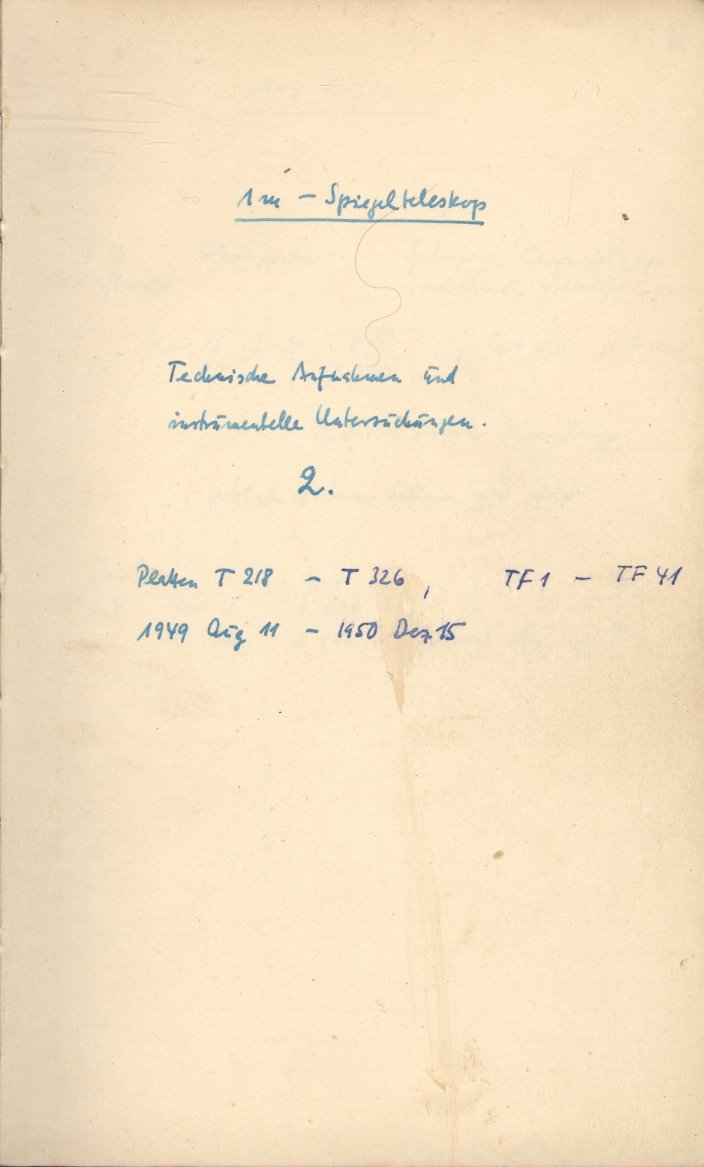 1 m - Spiegelteleskop
Technische Aufnahmen und
instrumentelle Untersuchungen.
2.
Platten T 218 - T 326, TF 1 - TF 41
1949 Aug 11 - 1950 Dez 15